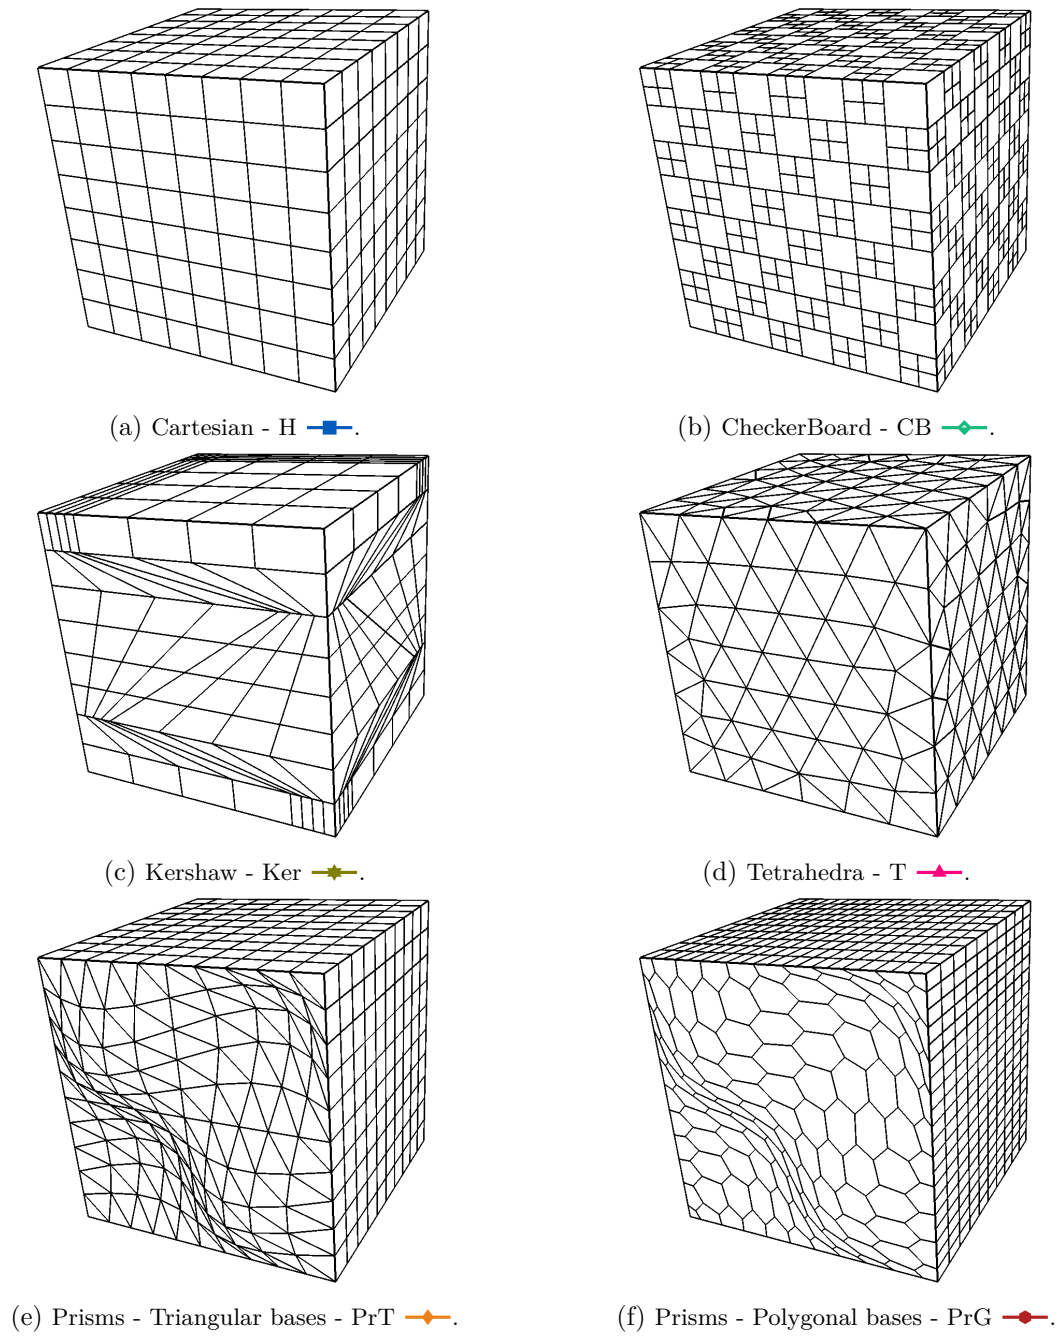 (a) Cartesian - H .
(b) CheckerBoard - CB .
(c) Kershaw - Ker .
(d) Tetrahedra - T .
(e) Prisms - Triangular bases - PrT .
(f) Prisms - Polygonal bases - PrG .